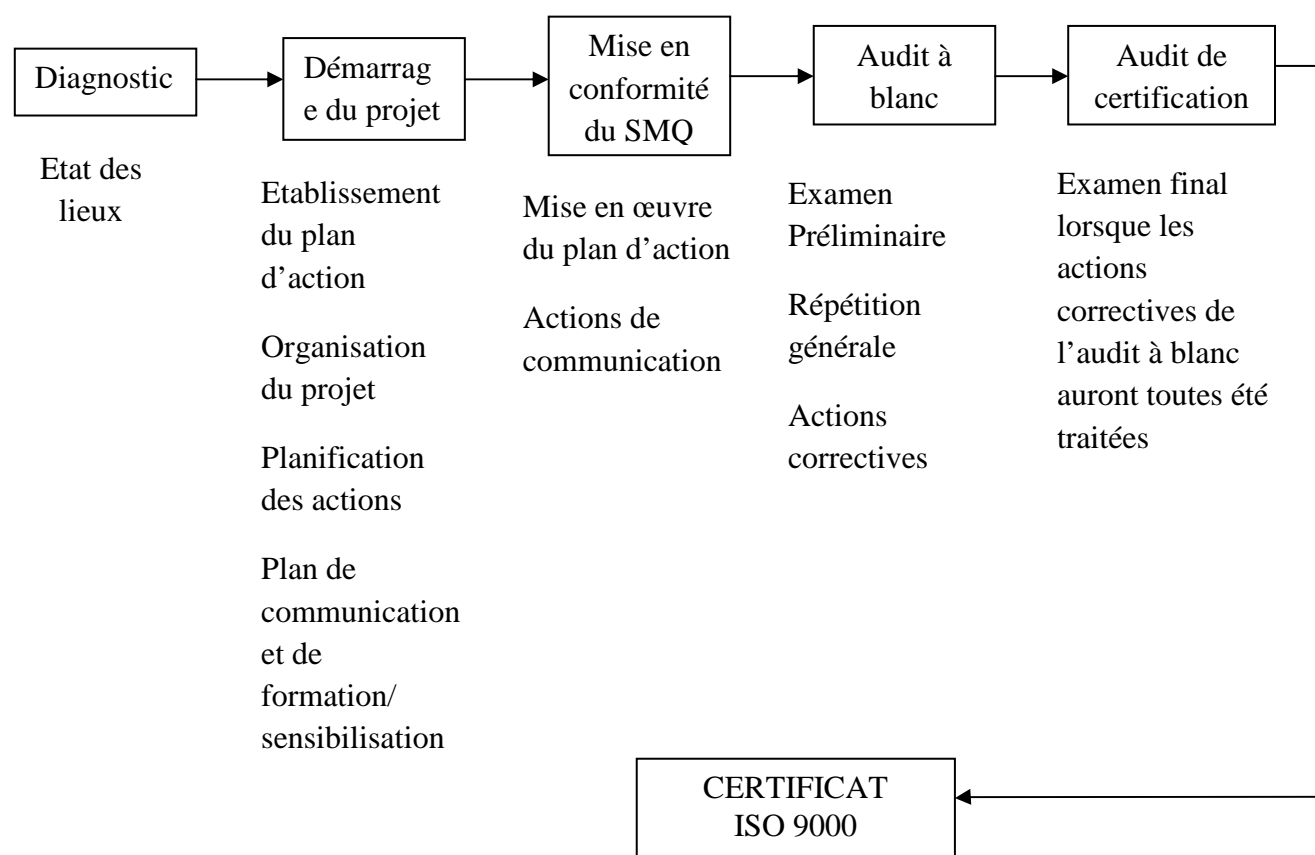 Diagnostic
Démarrag
e du projet
Mise en
conformité
du SMQ
Audit à
blanc
Audit de
certification
Etat des
lieux
Etablissement
du plan
d’action
Organisation
du projet
Planification
des actions
Plan de
communication
et de
formation/
sensibilisation
Mise en œuvre
du plan d’action
Actions de
communication
Examen
Préliminaire
Répétition
générale
Actions
correctives
Examen final
lorsque les
actions
correctives de
l’audit à blanc
auront toutes été
traitées
CERTIFICAT
ISO 9000